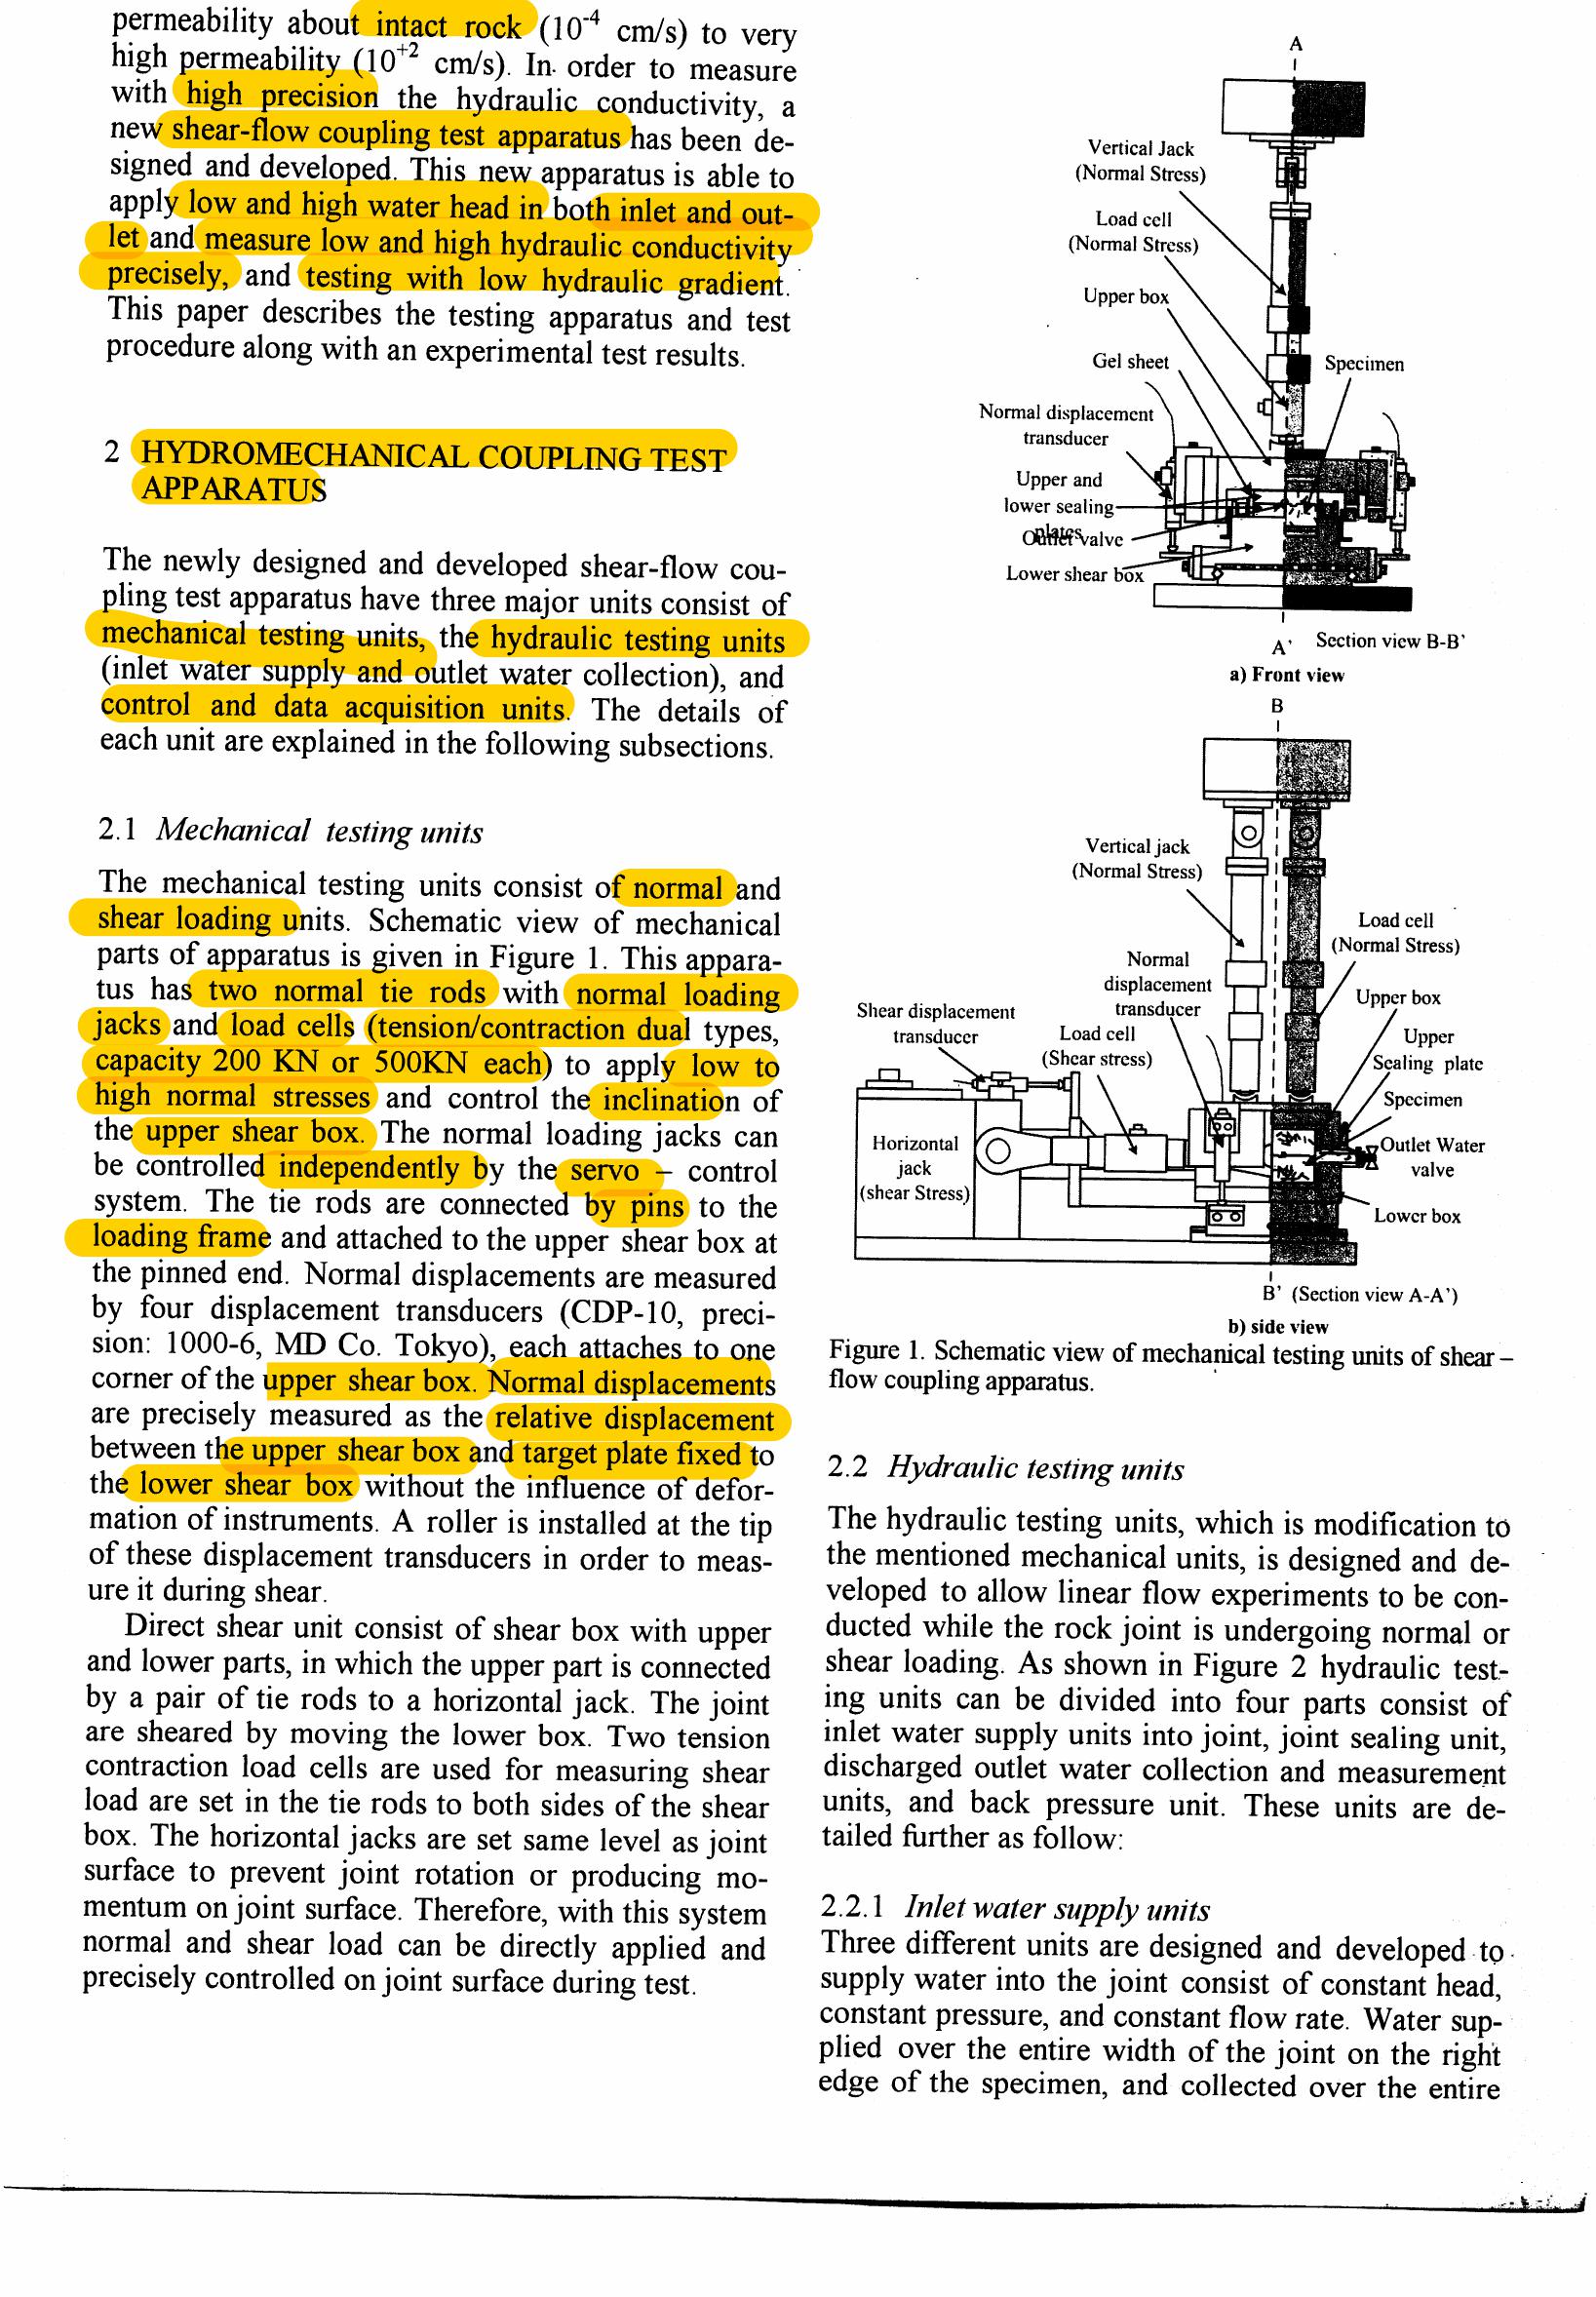 permeability about intact rock (10⁻⁴ cm/s) to very
high permeability (10⁺² cm/s). In order to measure
with high precision the hydraulic conductivity, a
new shear-flow coupling test apparatus has been de-
signed and developed. This new apparatus is able to
apply low and high water head in both inlet and out-
let and measure low and high hydraulic conductivity
precisely, and testing with low hydraulic gradient.
This paper describes the testing apparatus and test
procedure along with an experimental test results.
2 HYDROMECHANICAL COUPLING TEST
APPARATUS
The newly designed and developed shear-flow cou-
pling test apparatus have three major units consist of
mechanical testing units, the hydraulic testing units
(inlet water supply and outlet water collection), and
control and data acquisition units. The details of
each unit are explained in the following subsections.
2.1 Mechanical testing units
The mechanical testing units consist of normal and
shear loading units. Schematic view of mechanical
parts of apparatus is given in Figure 1. This appara-
tus has two normal tie rods with normal loading
jacks and load cells (tension/contraction dual types,
capacity 200 KN or 500KN each) to apply low to
high normal stresses and control the inclination of
the upper shear box. The normal loading jacks can
be controlled independently by the servo – control
system. The tie rods are connected by pins to the
loading frame and attached to the upper shear box at
the pinned end. Normal displacements are measured
by four displacement transducers (CDP-10, preci-
sion: 1000-6, MD Co. Tokyo), each attaches to one
corner of the upper shear box. Normal displacements
are precisely measured as the relative displacement
between the upper shear box and target plate fixed to
the lower shear box without the influence of defor-
mation of instruments. A roller is installed at the tip
of these displacement transducers in order to meas-
ure it during shear.
Direct shear unit consist of shear box with upper
and lower parts, in which the upper part is connected
by a pair of tie rods to a horizontal jack. The joint
are sheared by moving the lower box. Two tension
contraction load cells are used for measuring shear
load are set in the tie rods to both sides of the shear
box. The horizontal jacks are set same level as joint
surface to prevent joint rotation or producing mo-
mentum on joint surface. Therefore, with this system
normal and shear load can be directly applied and
precisely controlled on joint surface during test.
A
Vertical Jack
(Normal Stress)
Load cell
(Normal Stress)
Upper box
Gel sheet
Specimen
Normal displacement
transducer
Upper and
lower sealing
plates
Outlet valve
Lower shear box
A'
Section view B-B'
a) Front view
B
Vertical jack
(Normal Stress)
Load cell
(Normal Stress)
Normal
displacement
transducer
Upper box
Shear displacement
transducer
Load cell
(Shear stress)
Upper
Sealing plate
Specimen
Horizontal
jack
(shear Stress)
Outlet Water
valve
Lower box
B' (Section view A-A')
b) side view
Figure 1. Schematic view of mechanical testing units of shear –
flow coupling apparatus.
2.2 Hydraulic testing units
The hydraulic testing units, which is modification to
the mentioned mechanical units, is designed and de-
veloped to allow linear flow experiments to be con-
ducted while the rock joint is undergoing normal or
shear loading. As shown in Figure 2 hydraulic test-
ing units can be divided into four parts consist of
inlet water supply units into joint, joint sealing unit,
discharged outlet water collection and measurement
units, and back pressure unit. These units are de-
tailed further as follow:
2.2.1 Inlet water supply units
Three different units are designed and developed to
supply water into the joint consist of constant head,
constant pressure, and constant flow rate. Water sup-
plied over the entire width of the joint on the right
edge of the specimen, and collected over the entire